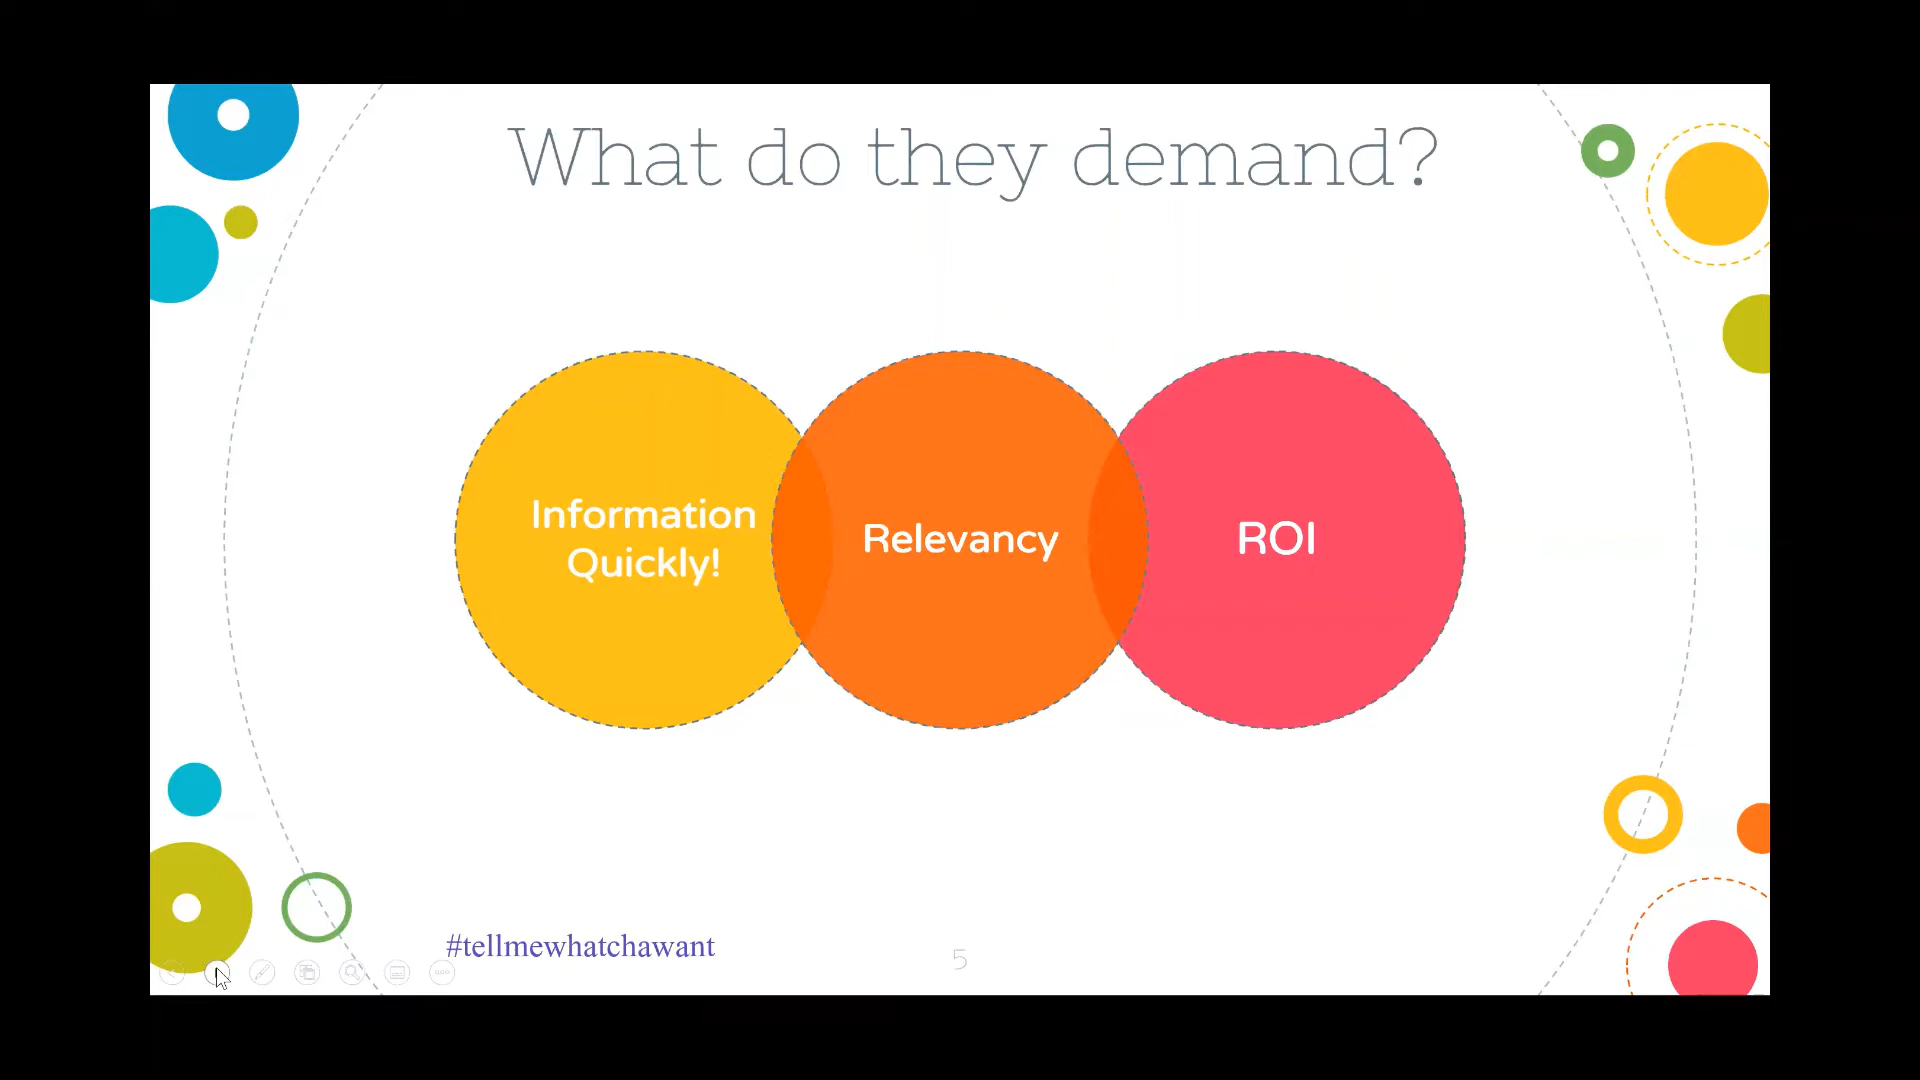 What do they demand?
Information
Quickly!
Relevancy
ROI
#tellmewhatchawant
5